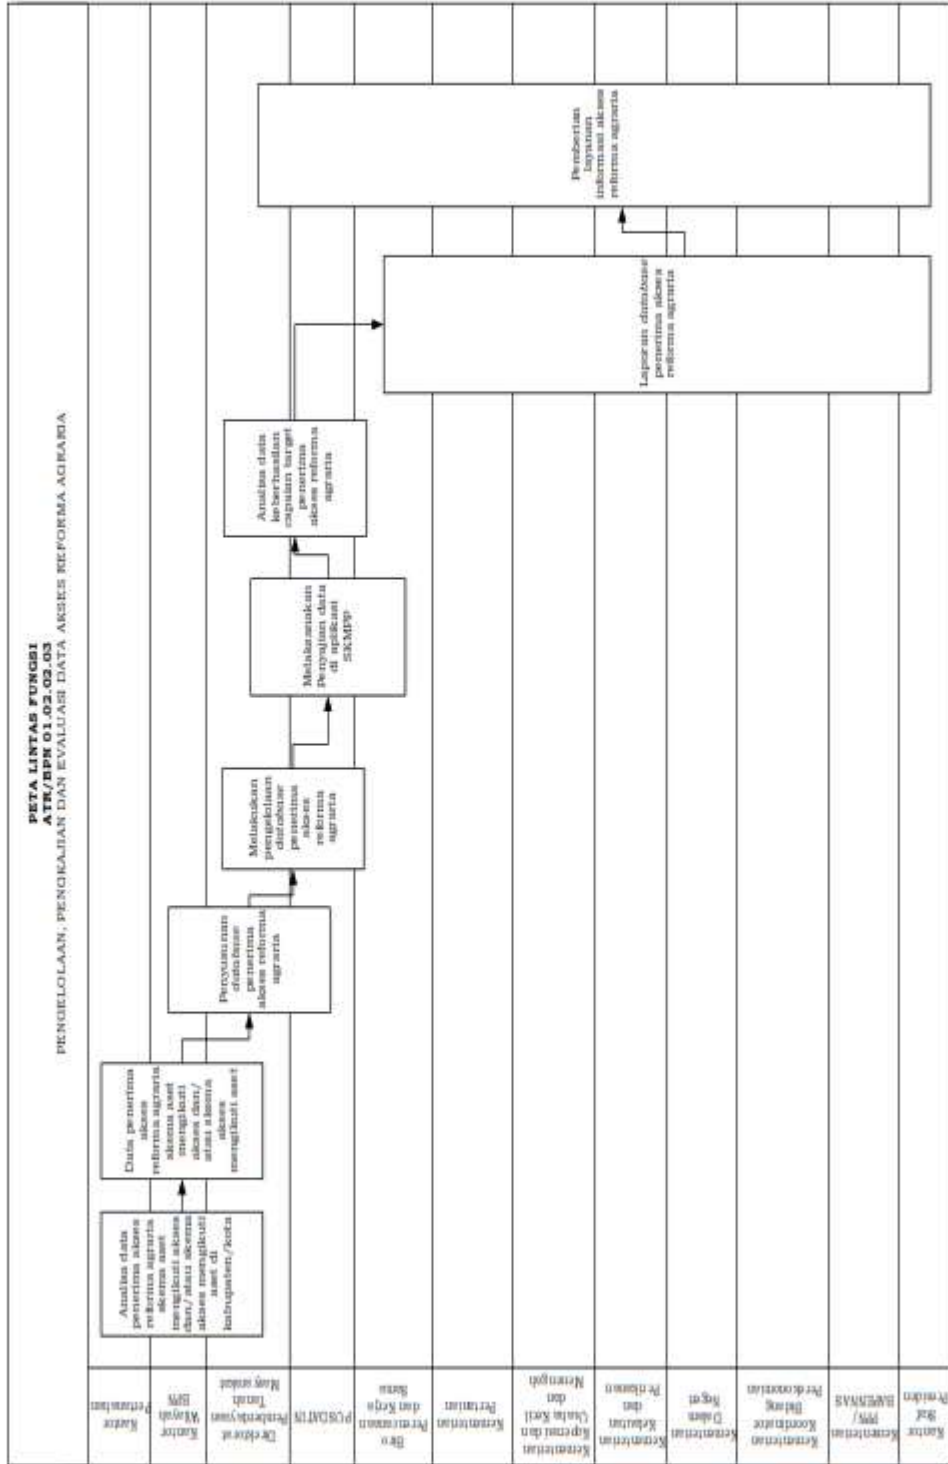 PETA LINTAS FUNGSI
ATR/BPN 01.02.02.03
PENGELOLAAN, PENGKAJIAN DAN EVALUASI DATA AKSES REFORMA AGRARIA
Kantor
Pertanahan
Kantor
Wilayah
BPN
Direktorat
Pemberdayaan
Tanah
Masyarakat
PUSDATIN
Biro
Perencanaan
dan Kerja
Sama
Kementerian
Pertanian
Kementerian
Koperasi dan
Usaha Kecil
dan
Menengah
Kementerian
Kelautan
dan
Perikanan
Kementerian
Dalam
Negeri
Kementerian
Koordinator
Bidang
Perekonomian
Kementerian
PPN/
BAPENNAS
Kantor
Staf
Presiden
Analisa data
penerima akses
reforma agraria
skema aset
mengikuti akses
dan/atau skema
akses mengikuti
aset di
kabupaten/kota
Data penerima
akses
reforma agraria
skema aset
mengikuti
akses dan/
atau skema
akses
mengikuti aset
Penyusunan
database
penerima
akses reforma
agraria
Melakukan
pengelolaan
database
penerima
akses
reforma
agraria
Melaksanakan
Penyajian data
di aplikasi
SKMPP
Analisa data
keberhasilan
capaian target
penerima
akses reforma
agraria
Laporan database
penerima akses
reforma agraria
Pemberian
layanan
informasi akses
reforma agraria